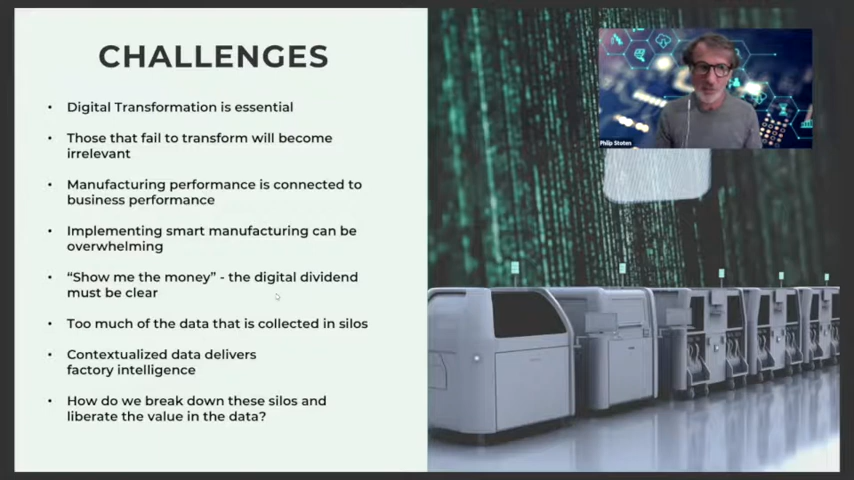 CHALLENGES
• Digital Transformation is essential
• Those that fail to transform will become
irrelevant
• Manufacturing performance is connected to
business performance
• Implementing smart manufacturing can be
overwhelming
• “Show me the money” - the digital dividend
must be clear
• Too much of the data that is collected in silos
• Contextualized data delivers
factory intelligence
• How do we break down these silos and
liberate the value in the data?
Philip Stoten